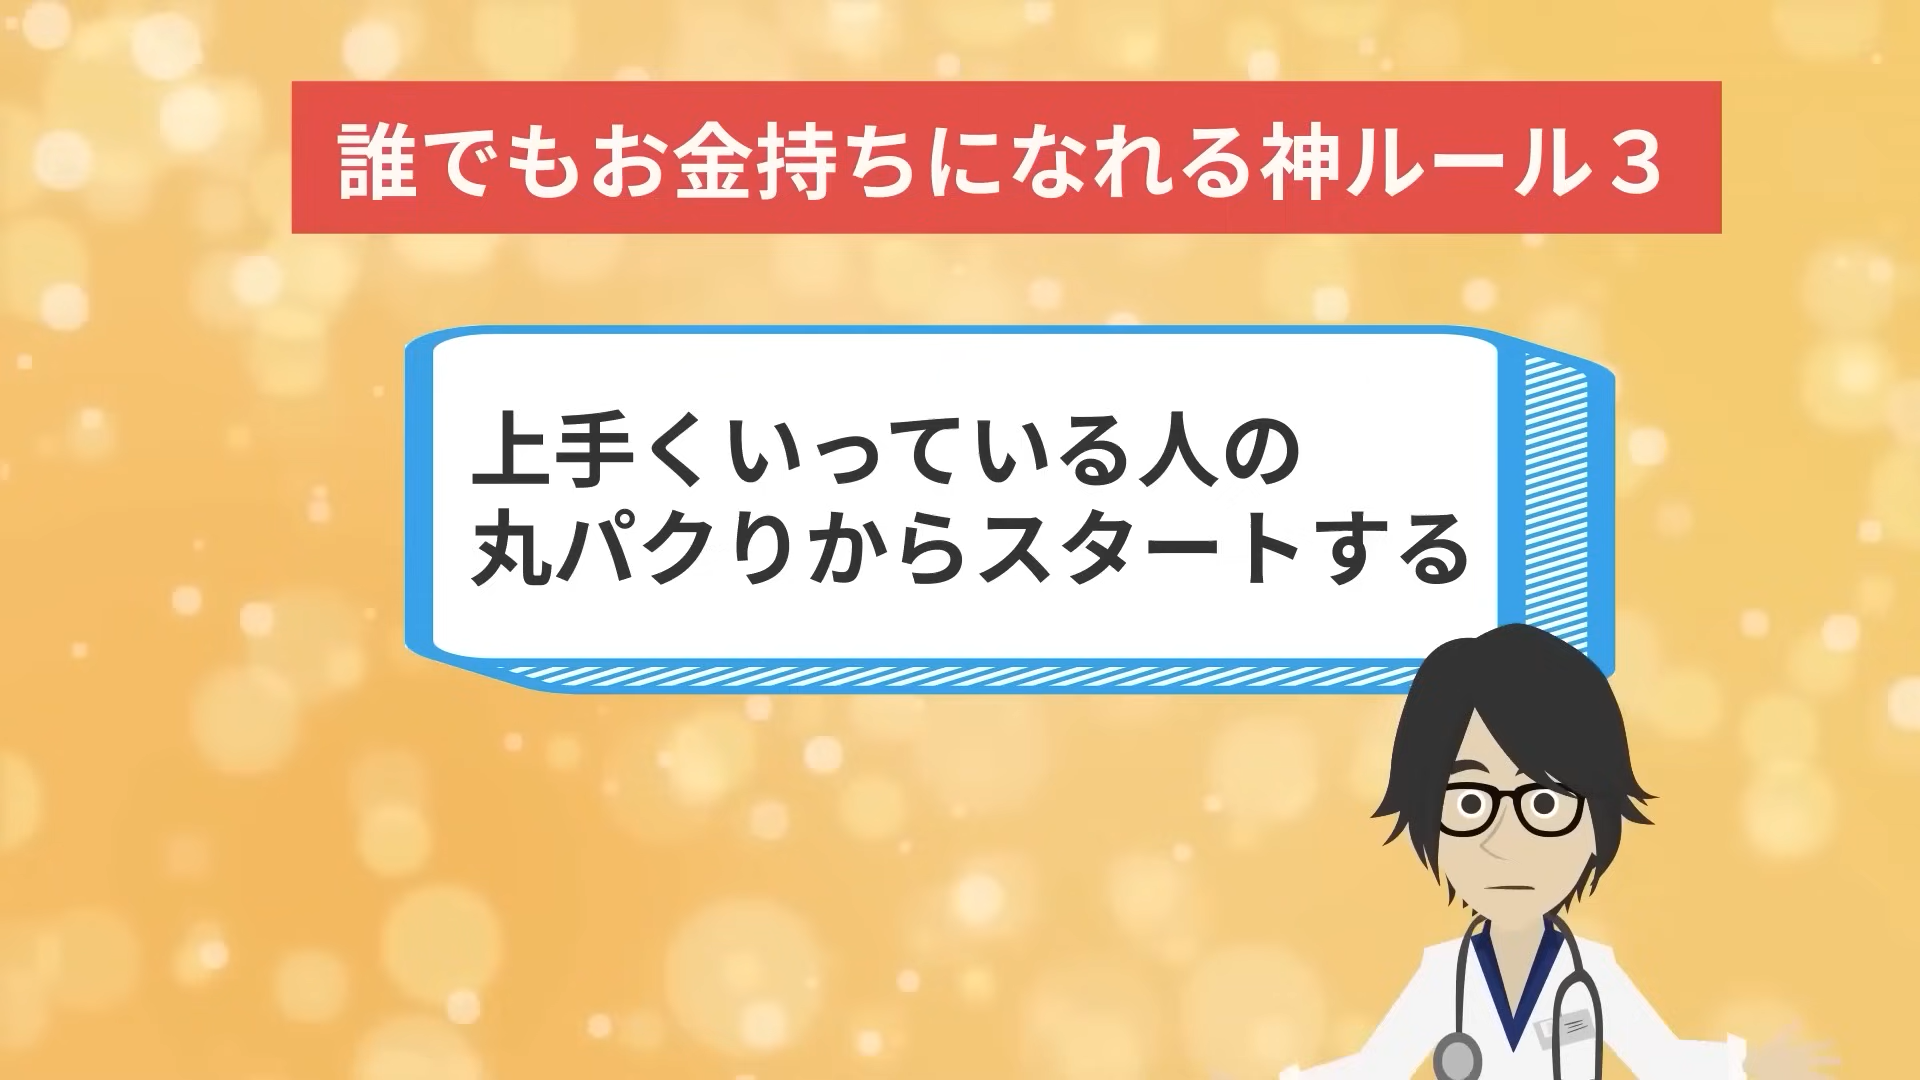 誰でもお金持ちになれる神ルール３
上手くいっている人の
丸パクりからスタートする